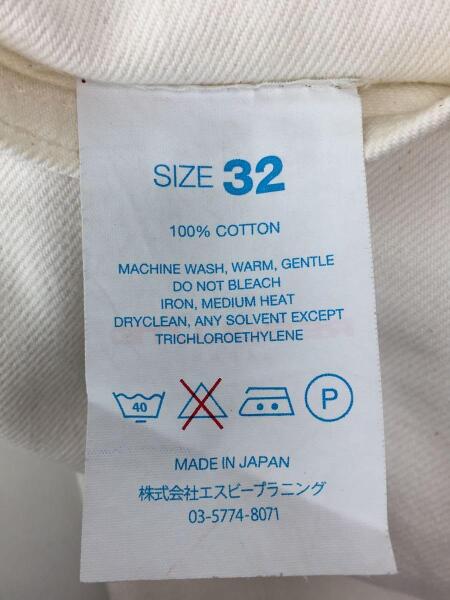 SIZE 32
100% COTTON
MACHINE WASH, WARM, GENTLE
DO NOT BLEACH
IRON, MEDIUM HEAT
DRYCLEAN, ANY SOLVENT EXCEPT
TRICHLOROETHYLENE
40 P
MADE IN JAPAN
株式会社エスビープラニング
03-5774-8071